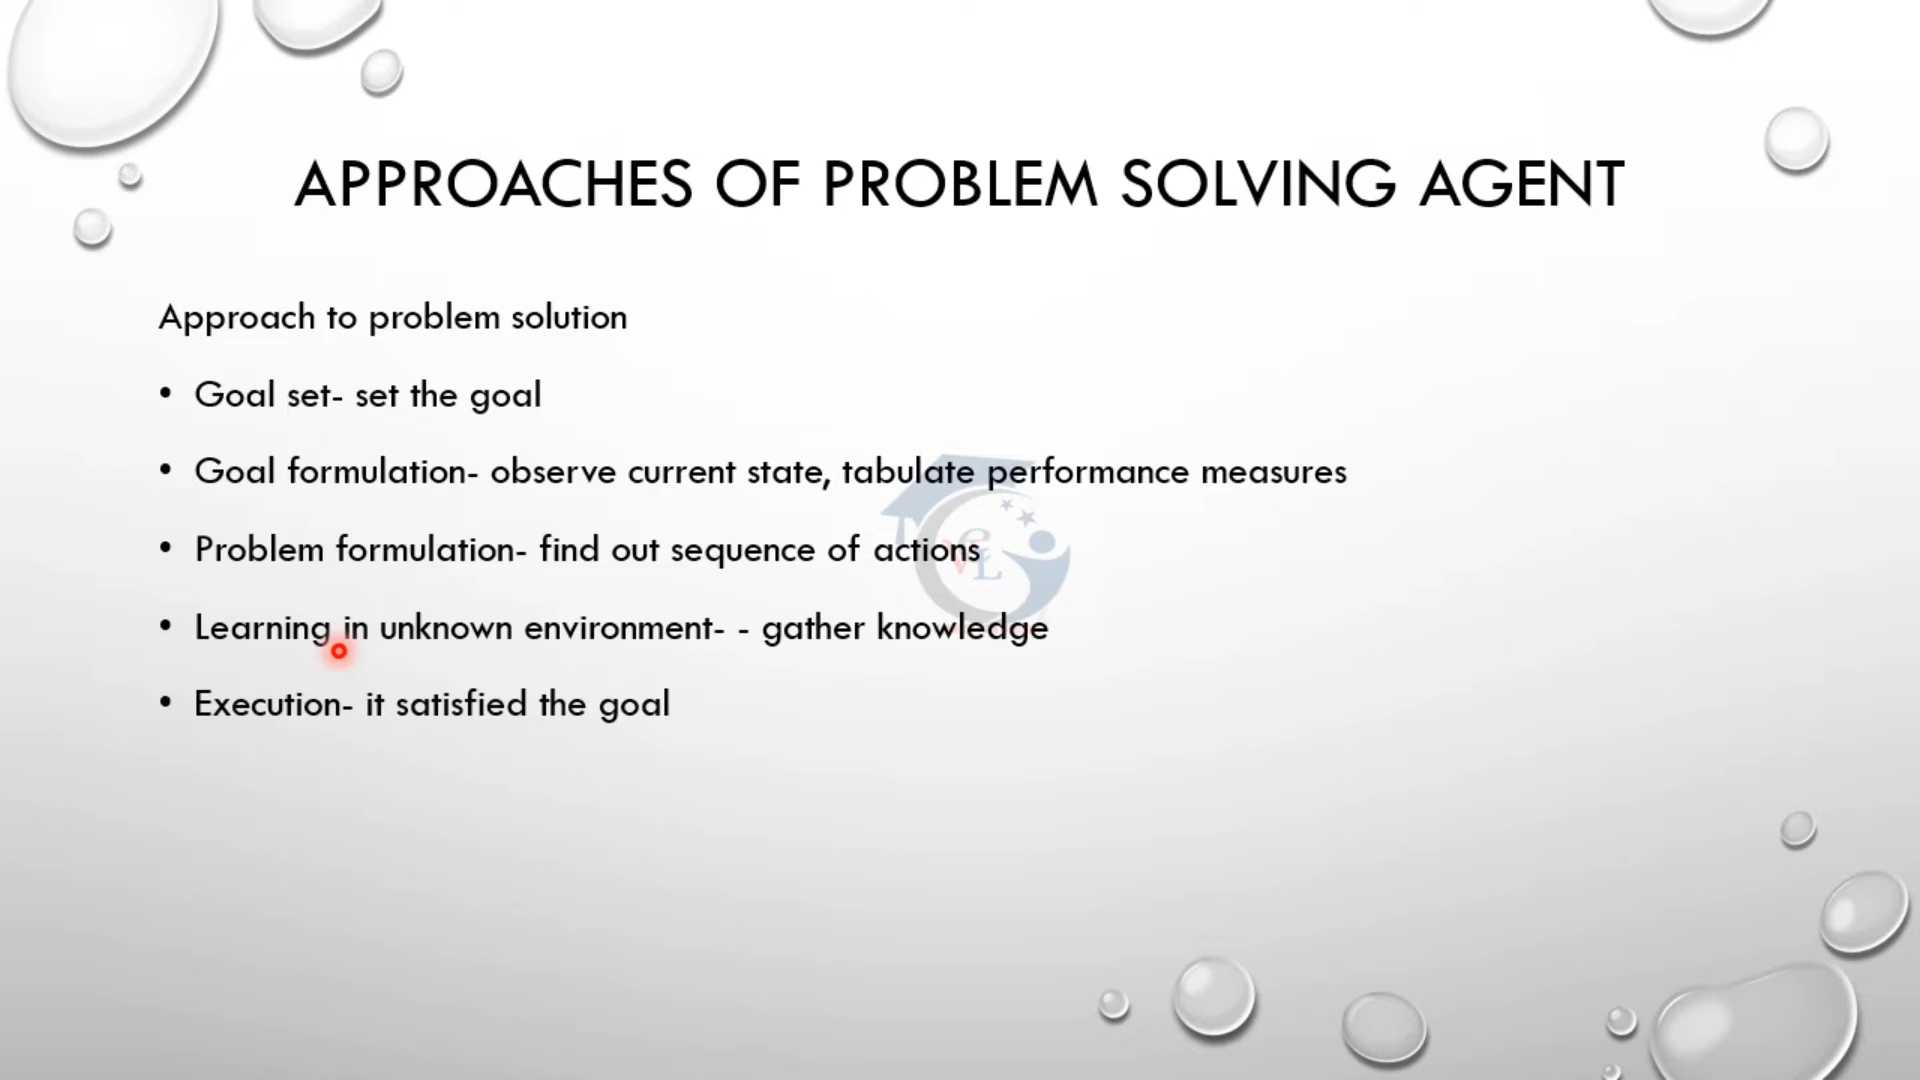 APPROACHES OF PROBLEM SOLVING AGENT
Approach to problem solution
• Goal set- set the goal
• Goal formulation- observe current state, tabulate performance measures
• Problem formulation- find out sequence of actions
• Learning in unknown environment- - gather knowledge
• Execution- it satisfied the goal
VeL